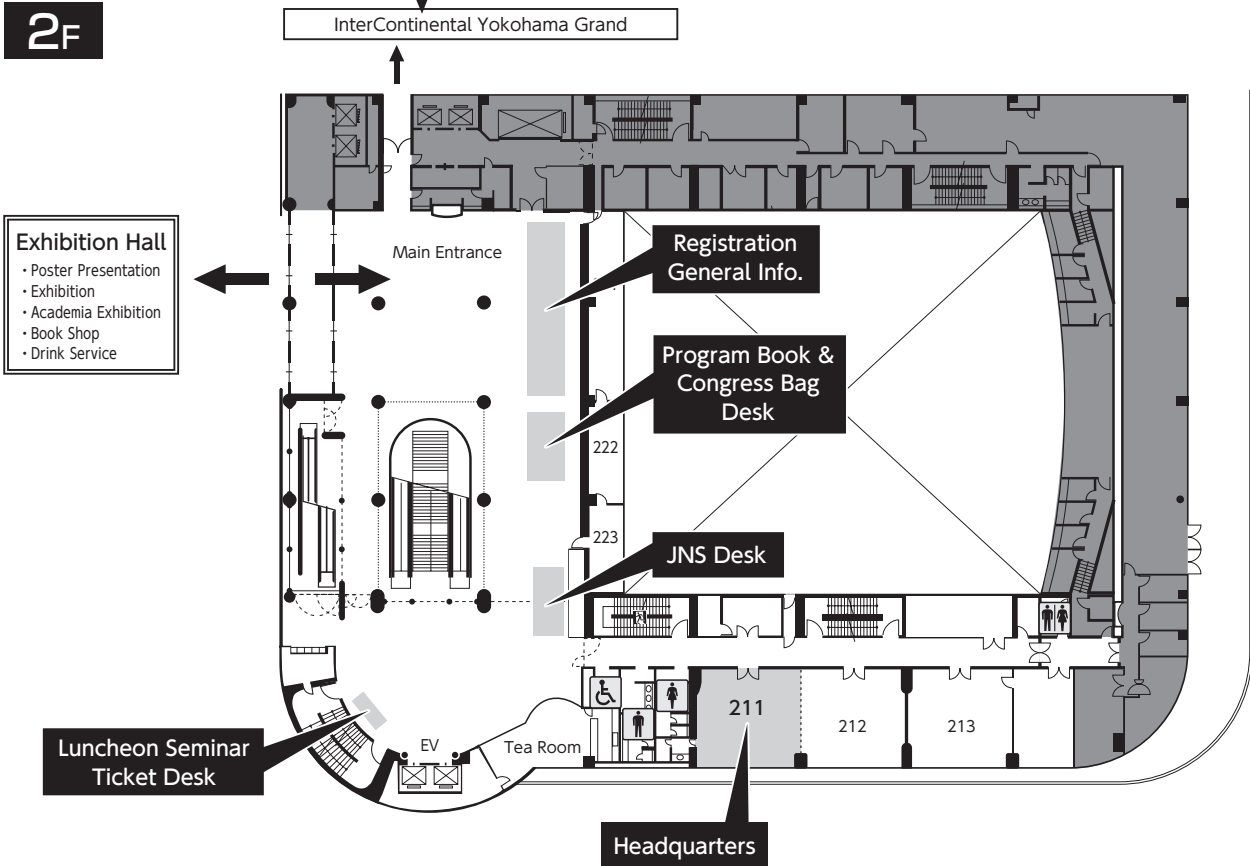 2F
InterContinental Yokohama Grand
Exhibition Hall
・Poster Presentation
・Exhibition
・Academia Exhibition
・Book Shop
・Drink Service
Main Entrance
Registration
General Info.
Program Book &
Congress Bag
Desk
222
223
JNS Desk
211
212
213
Luncheon Seminar
Ticket Desk
EV
Tea Room
Headquarters